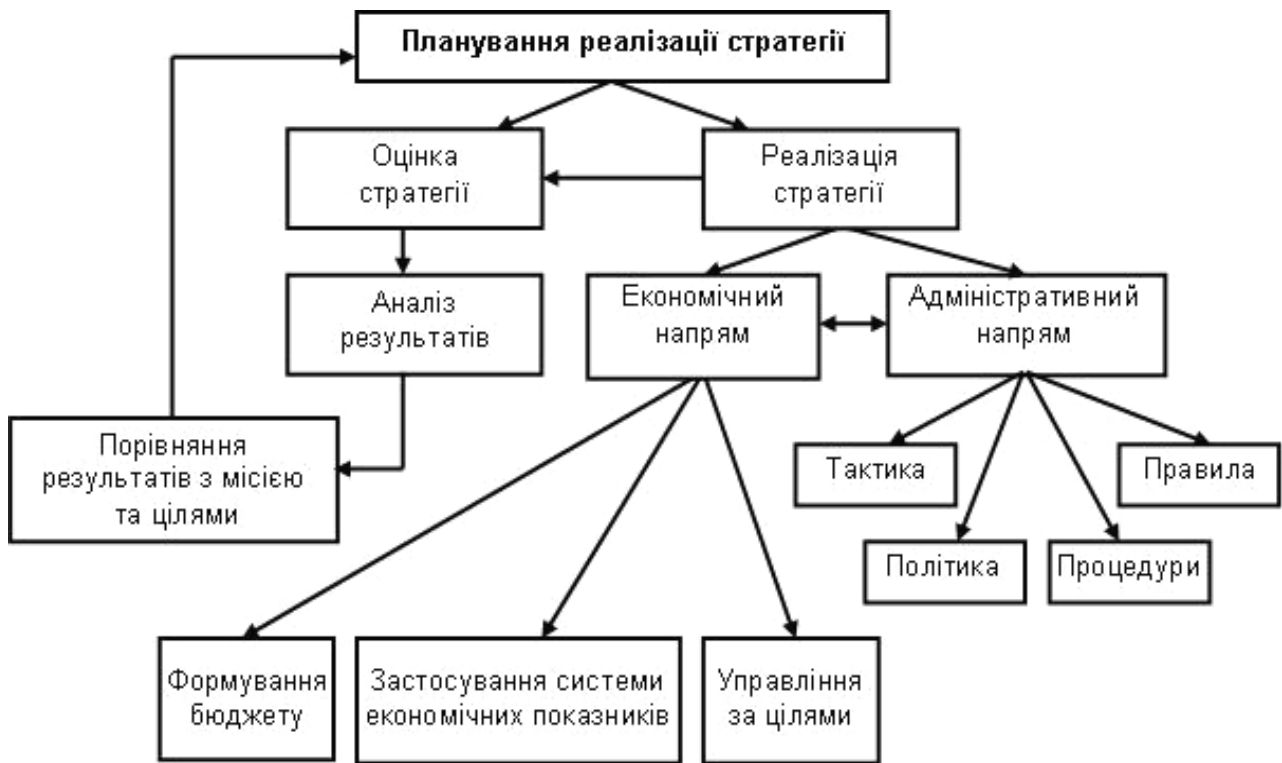 Планування реалізації стратегії
Оцінка
стратегії
Реалізація
стратегії
Аналіз
результатів
Економічний
напрям
Адміністративний
напрям
Порівняння
результатів з місією
та цілями
Тактика
Правила
Політика
Процедури
Формування
бюджету
Застосування системи
економічних показників
Управління
за цілями